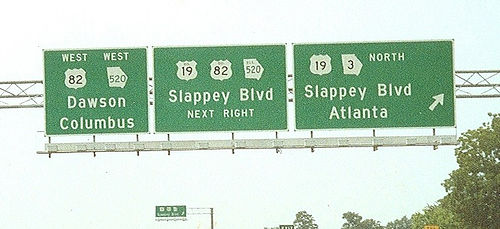 WEST WEST
82 520
Dawson
Columbus
19 82 520
Slappey Blvd
NEXT RIGHT
19 3 NORTH
Slappey Blvd
Atlanta